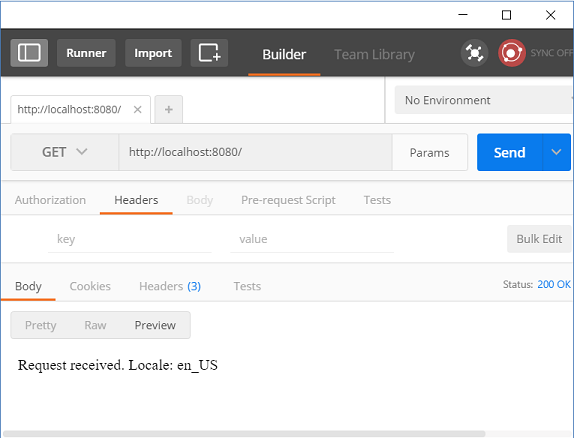 Runner Import Builder Team Library SYNC OFF
http://localhost:8080/ No Environment
GET http://localhost:8080/ Params Send
Authorization Headers Body Pre-request Script Tests
key value Bulk Edit
Body Cookies Headers (3) Tests Status: 200 OK
Pretty Raw Preview
Request received. Locale: en_US